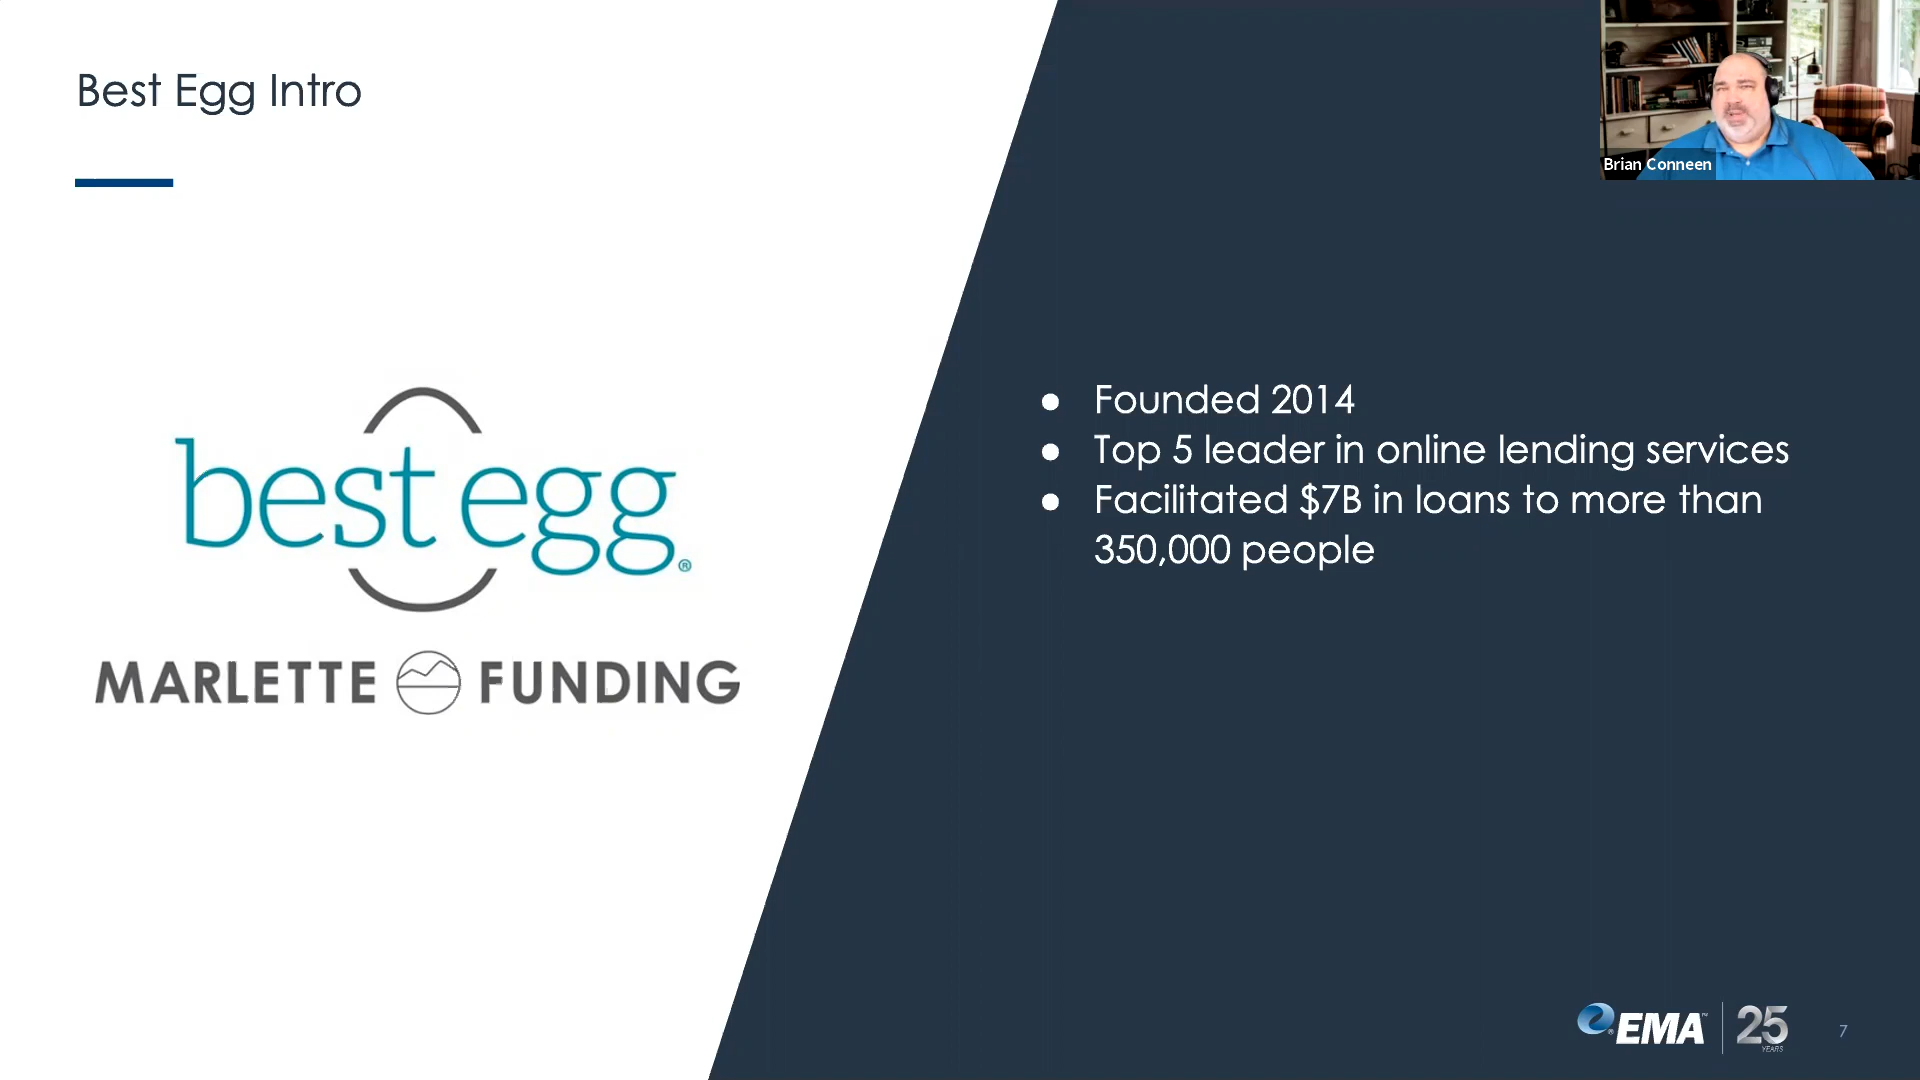 Best Egg Intro
Brian Conneen
best egg®
MARLETTE FUNDING
● Founded 2014
● Top 5 leader in online lending services
● Facilitated $7B in loans to more than
350,000 people
EMA™ 25
YEARS
7